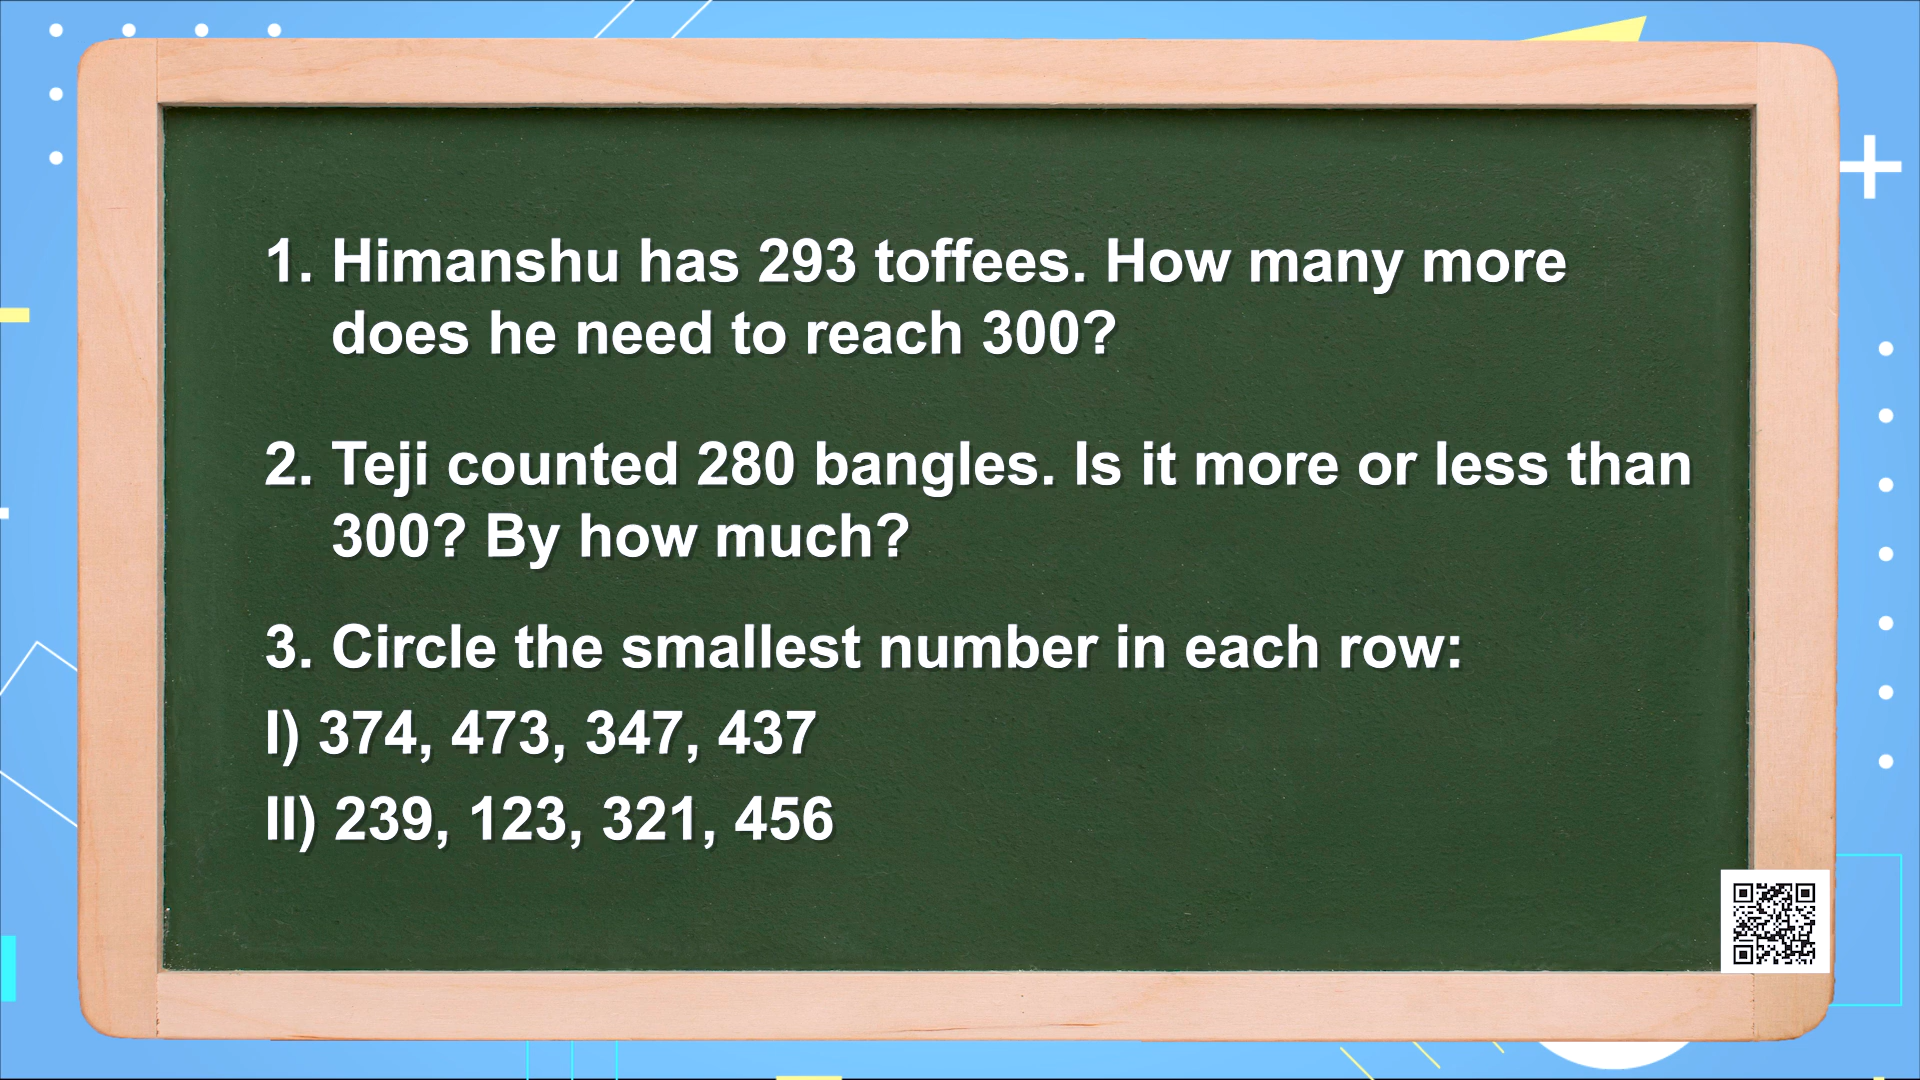 1. Himanshu has 293 toffees. How many more
does he need to reach 300?
2. Teji counted 280 bangles. Is it more or less than
300? By how much?
3. Circle the smallest number in each row:
I) 374, 473, 347, 437
II) 239, 123, 321, 456